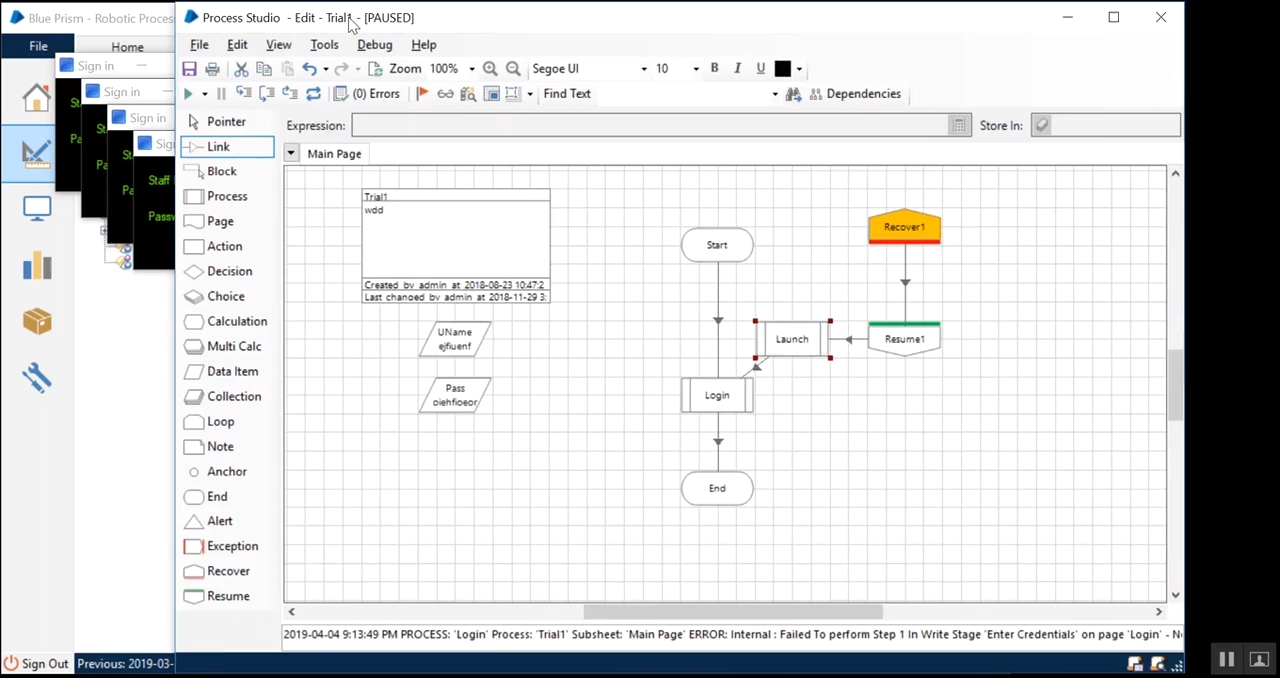 Blue Prism - Robotic Proces
Process Studio - Edit - Trial1 - [PAUSED]
File
Home
File Edit View Tools Debug Help
Zoom 100% Segoe UI 10 B I U
(0) Errors Find Text Dependencies
Sign in
Sign in
Sign in
Staff
Passw
Pointer
Link
Block
Process
Page
Action
Decision
Choice
Calculation
Multi Calc
Data Item
Collection
Loop
Note
Anchor
End
Alert
Exception
Recover
Resume
Expression:
Store In:
Main Page
Trial1
wdd
Created by admin at 2018-08-23 10:47:2
Last changed by admin at 2018-11-29 3:
UName
ejfiuenf
Pass
oiehfioeor
Start
Recover1
Launch
Resume1
Login
End
2019-04-04 9:13:49 PM PROCESS: 'Login' Process: 'Trial1' Subsheet: 'Main Page' ERROR: Internal : Failed To perform Step 1 In Write Stage 'Enter Credentials' on page 'Login' - N
Sign Out
Previous: 2019-03-